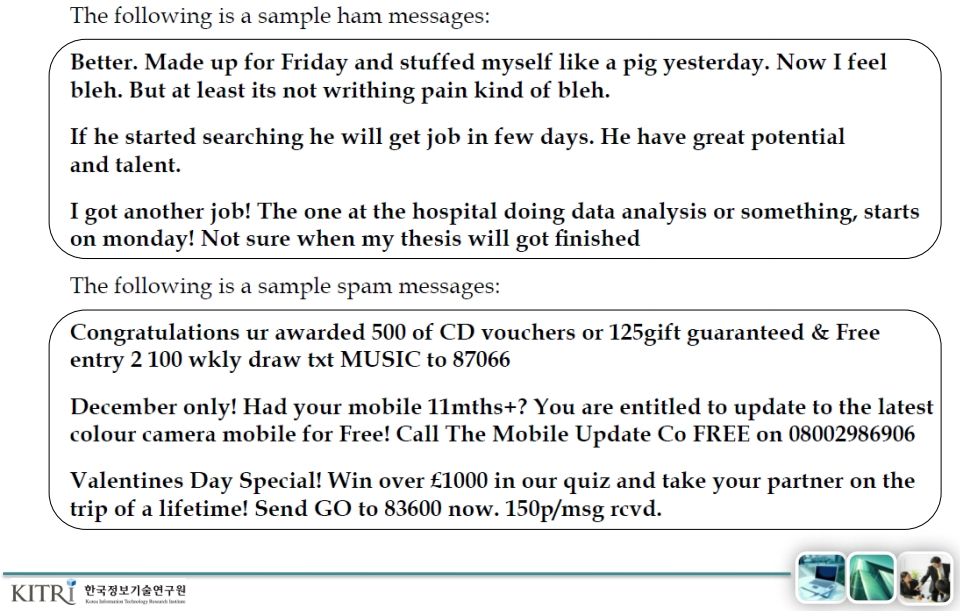 The following is a sample ham messages:
Better. Made up for Friday and stuffed myself like a pig yesterday. Now I feel
bleh. But at least its not writhing pain kind of bleh.
If he started searching he will get job in few days. He have great potential
and talent.
I got another job! The one at the hospital doing data analysis or something, starts
on monday! Not sure when my thesis will got finished
The following is a sample spam messages:
Congratulations ur awarded 500 of CD vouchers or 125gift guaranteed & Free
entry 2 100 wkly draw txt MUSIC to 87066
December only! Had your mobile 11mths+? You are entitled to update to the latest
colour camera mobile for Free! Call The Mobile Update Co FREE on 08002986906
Valentines Day Special! Win over £1000 in our quiz and take your partner on the
trip of a lifetime! Send GO to 83600 now. 150p/msg rcvd.
KITRI 한국정보기술연구원
Korea Information Technology Research Institute